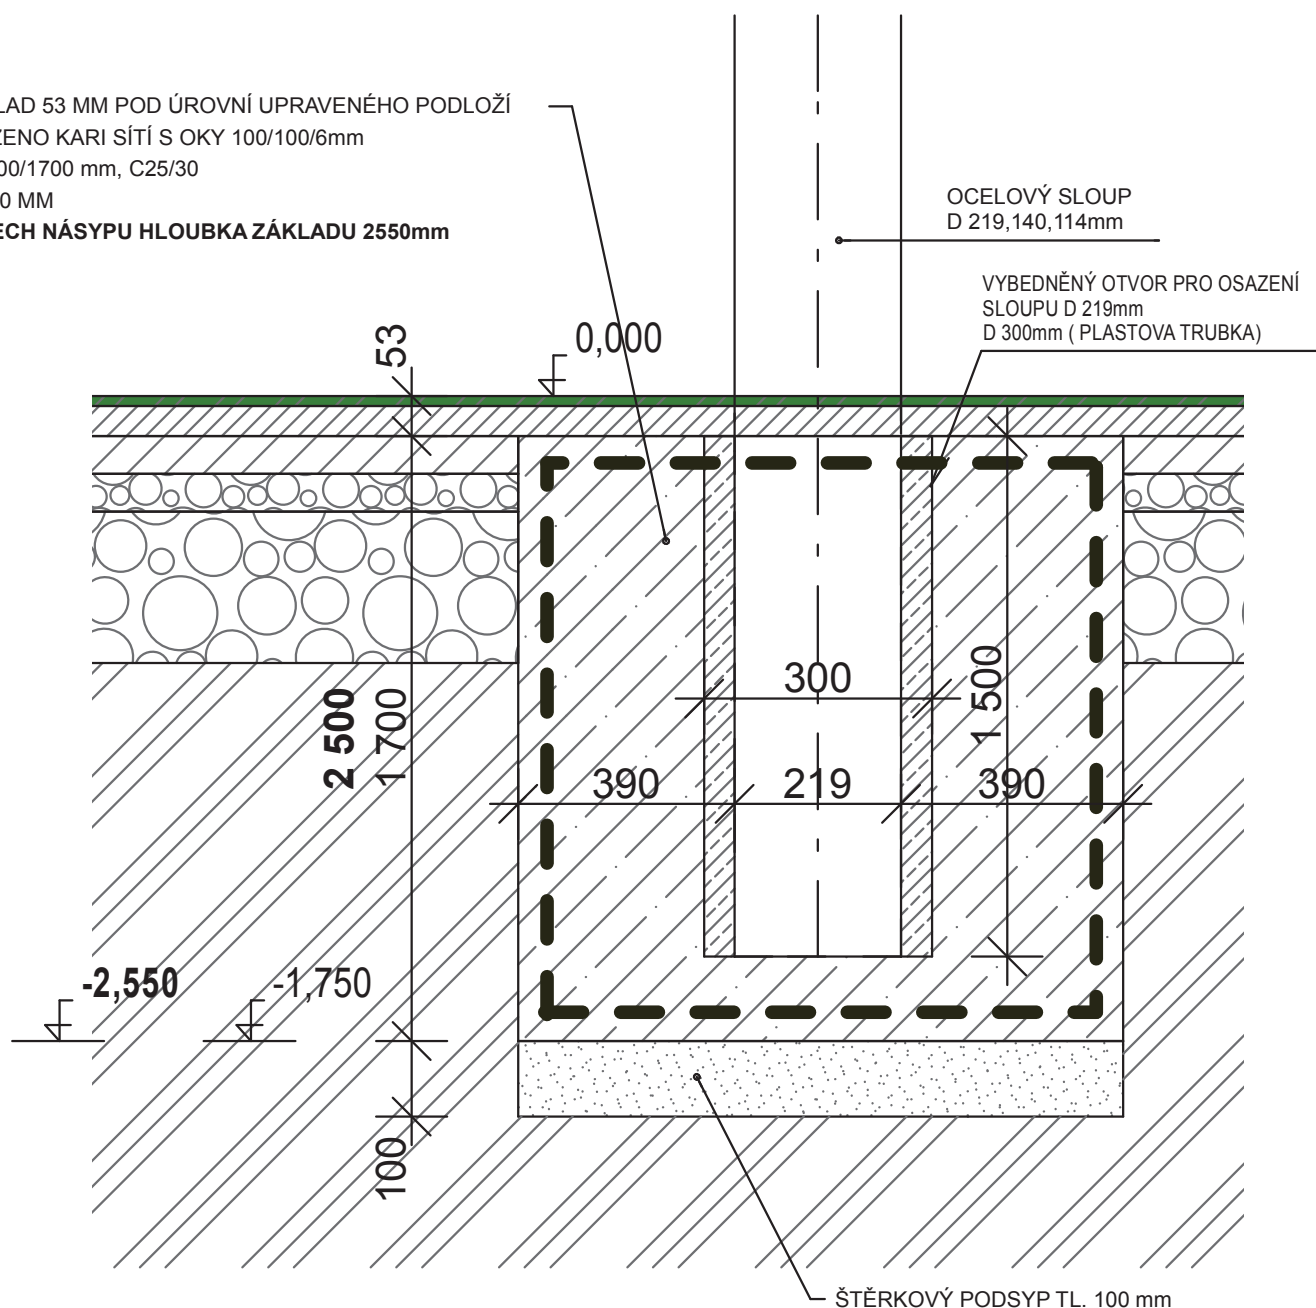 LAD 53 MM POD ÚROVNÍ UPRAVENÉHO PODLOŽÍ
ZENO KARI SÍTÍ S OKY 100/100/6mm
00/1700 mm, C25/30
0 MM
ECH NÁSYPU HLOUBKA ZÁKLADU 2550mm
OCELOVÝ SLOUP
D 219,140,114mm
VYBEDNĚNÝ OTVOR PRO OSAZENÍ
SLOUPU D 219mm
D 300mm ( PLASTOVA TRUBKA)
53
0,000
300
1 500
2 500
1 700
390
219
390
-2,550
-1,750
100
ŠTĚRKOVÝ PODSYP TL. 100 mm